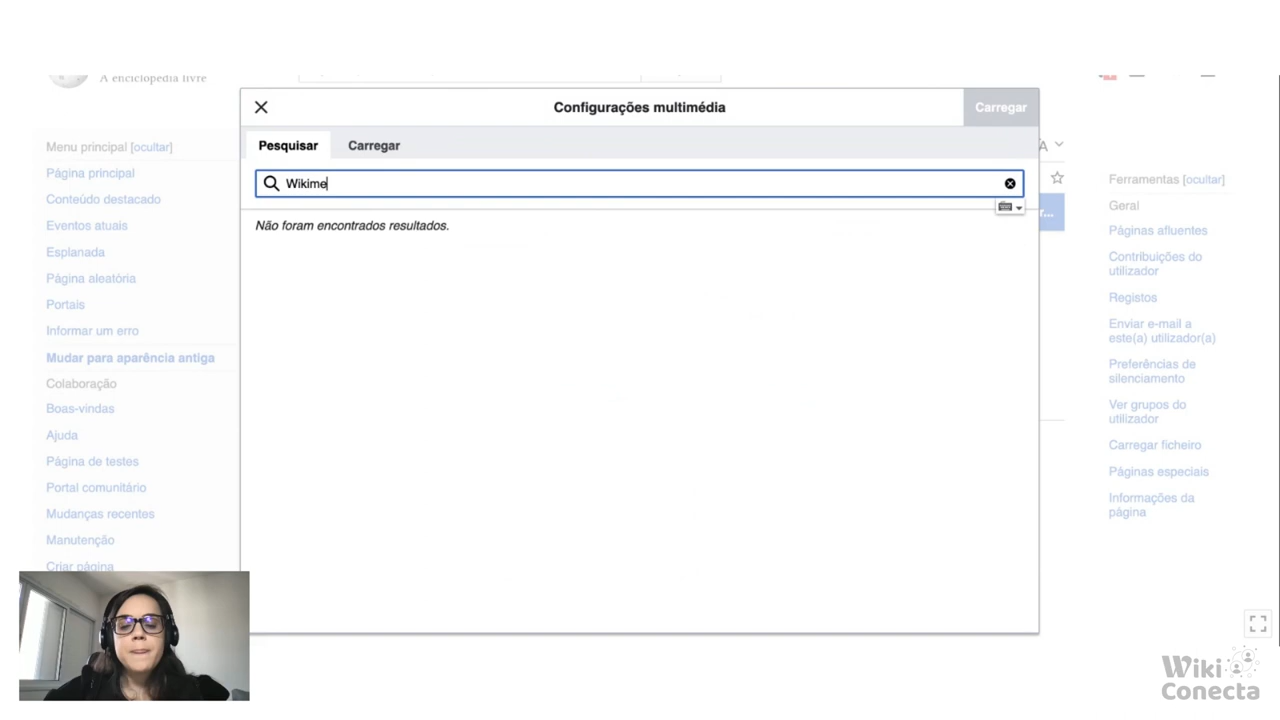 A enciclopédia livre
Configurações multimédia
Carregar
Pesquisar
Carregar
Wikime
Não foram encontrados resultados.
Menu principal [ocultar]
Página principal
Conteúdo destacado
Eventos atuais
Esplanada
Página aleatória
Portais
Informar um erro
Mudar para aparência antiga
Colaboração
Boas-vindas
Ajuda
Página de testes
Portal comunitário
Mudanças recentes
Manutenção
Criar página
A
r...
Ferramentas [ocultar]
Geral
Páginas afluentes
Contribuições do
utilizador
Registos
Enviar e-mail a
este(a) utilizador(a)
Preferências de
silenciamento
Ver grupos do
utilizador
Carregar ficheiro
Páginas especiais
Informações da
página
Wiki
Conecta